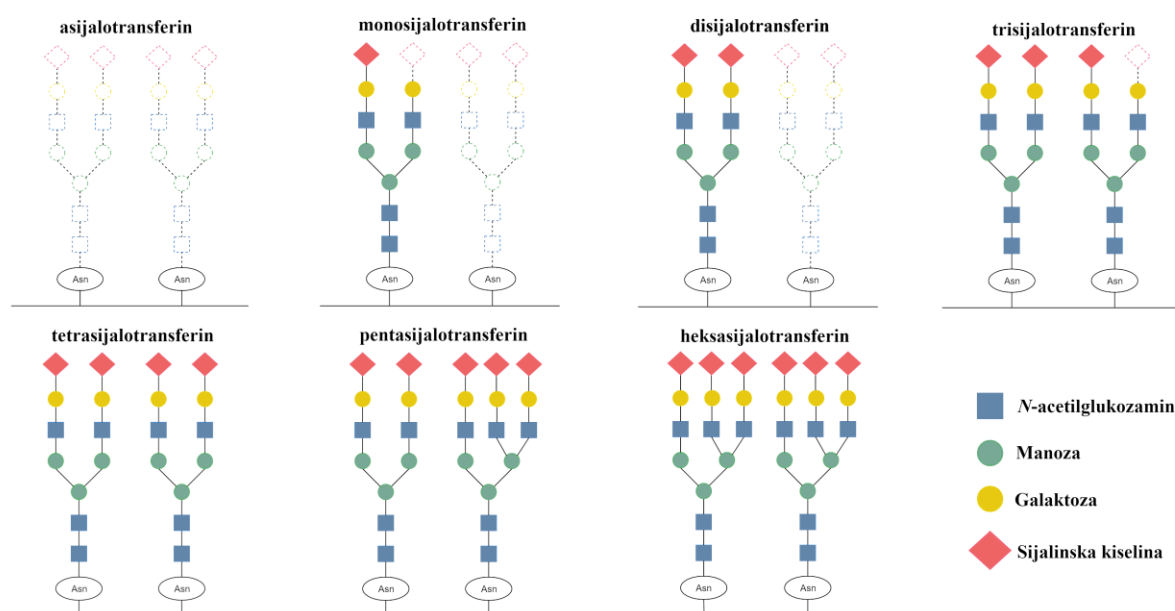 asijalotransferin
monosijalotransferin
disijalotransferin
trisijalotransferin
Asn
Asn
Asn
Asn
Asn
Asn
Asn
Asn
tetrasijalotransferin
pentasijalotransferin
heksasijalotransferin
N-acetilglukozamin
Manoza
Galaktoza
Sijalinska kiselina
Asn
Asn
Asn
Asn
Asn
Asn